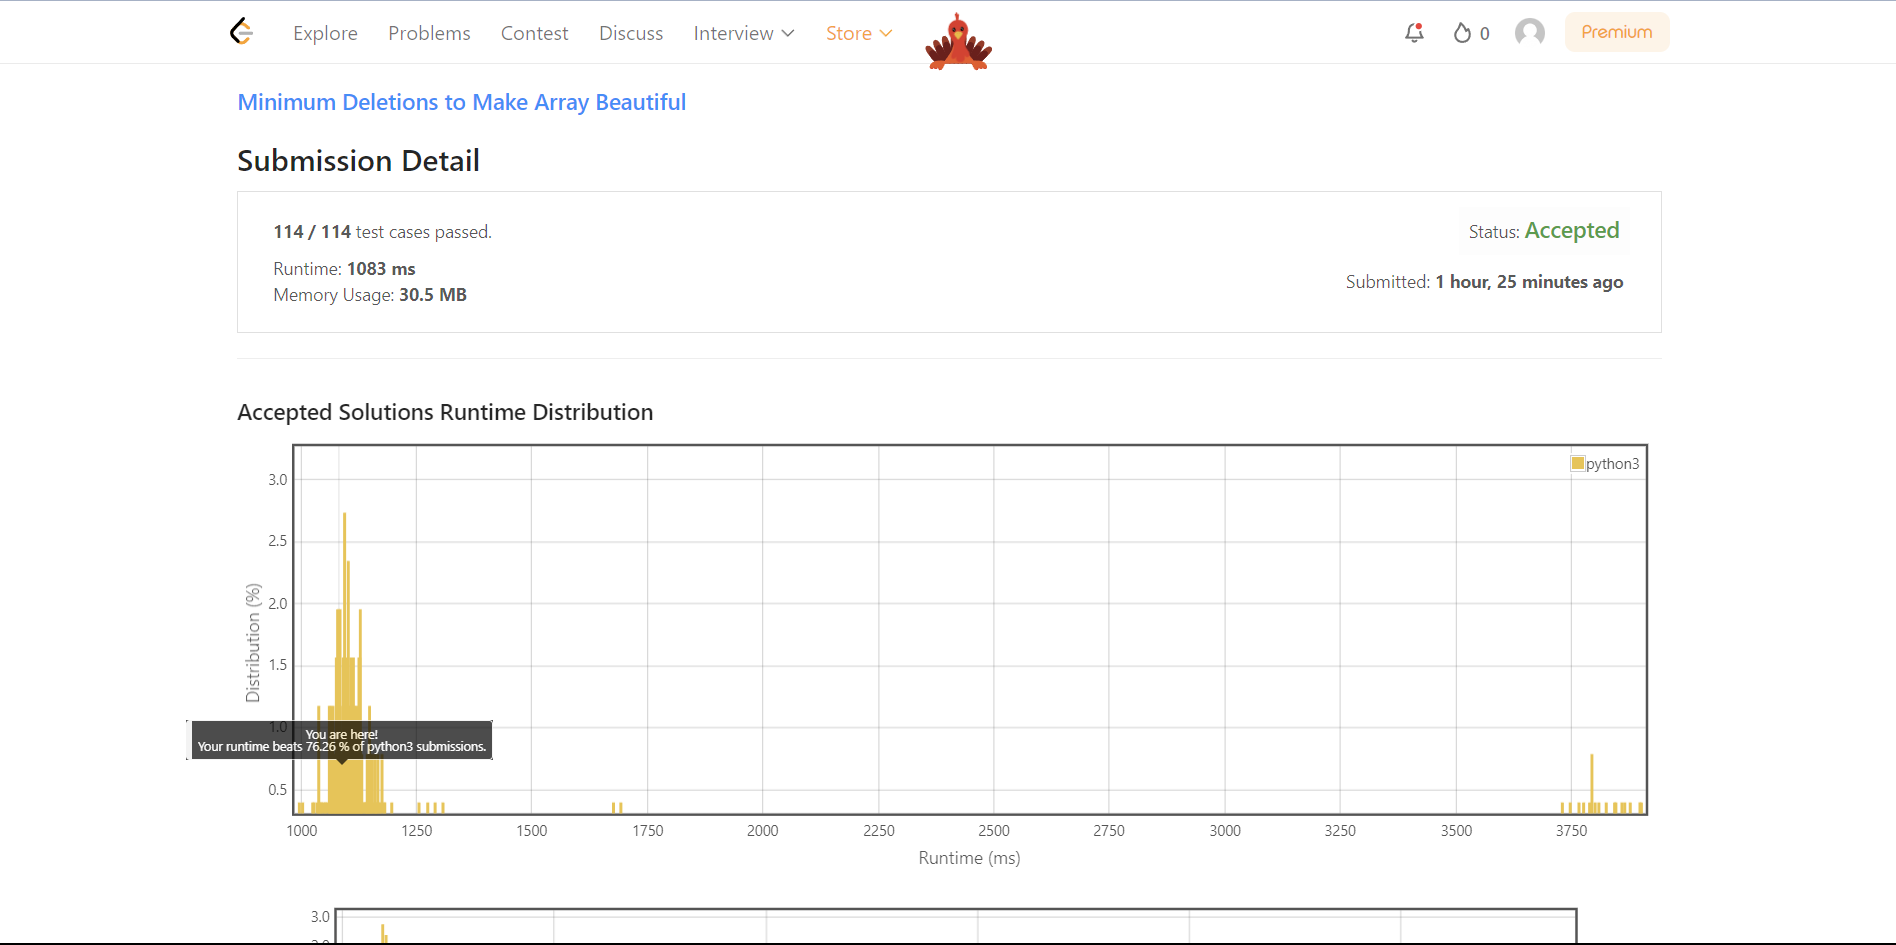 Explore Problems Contest Discuss Interview Store 0 Premium
Minimum Deletions to Make Array Beautiful
Submission Detail
114 / 114 test cases passed.
Status: Accepted
Runtime: 1083 ms
Submitted: 1 hour, 25 minutes ago
Memory Usage: 30.5 MB
Accepted Solutions Runtime Distribution
python3
3.0
2.5
2.0
1.5
1.0
0.5
Distribution (%)
You are here!
Your runtime beats 76.26 % of python3 submissions.
1000 1250 1500 1750 2000 2250 2500 2750 3000 3250 3500 3750
Runtime (ms)
3.0